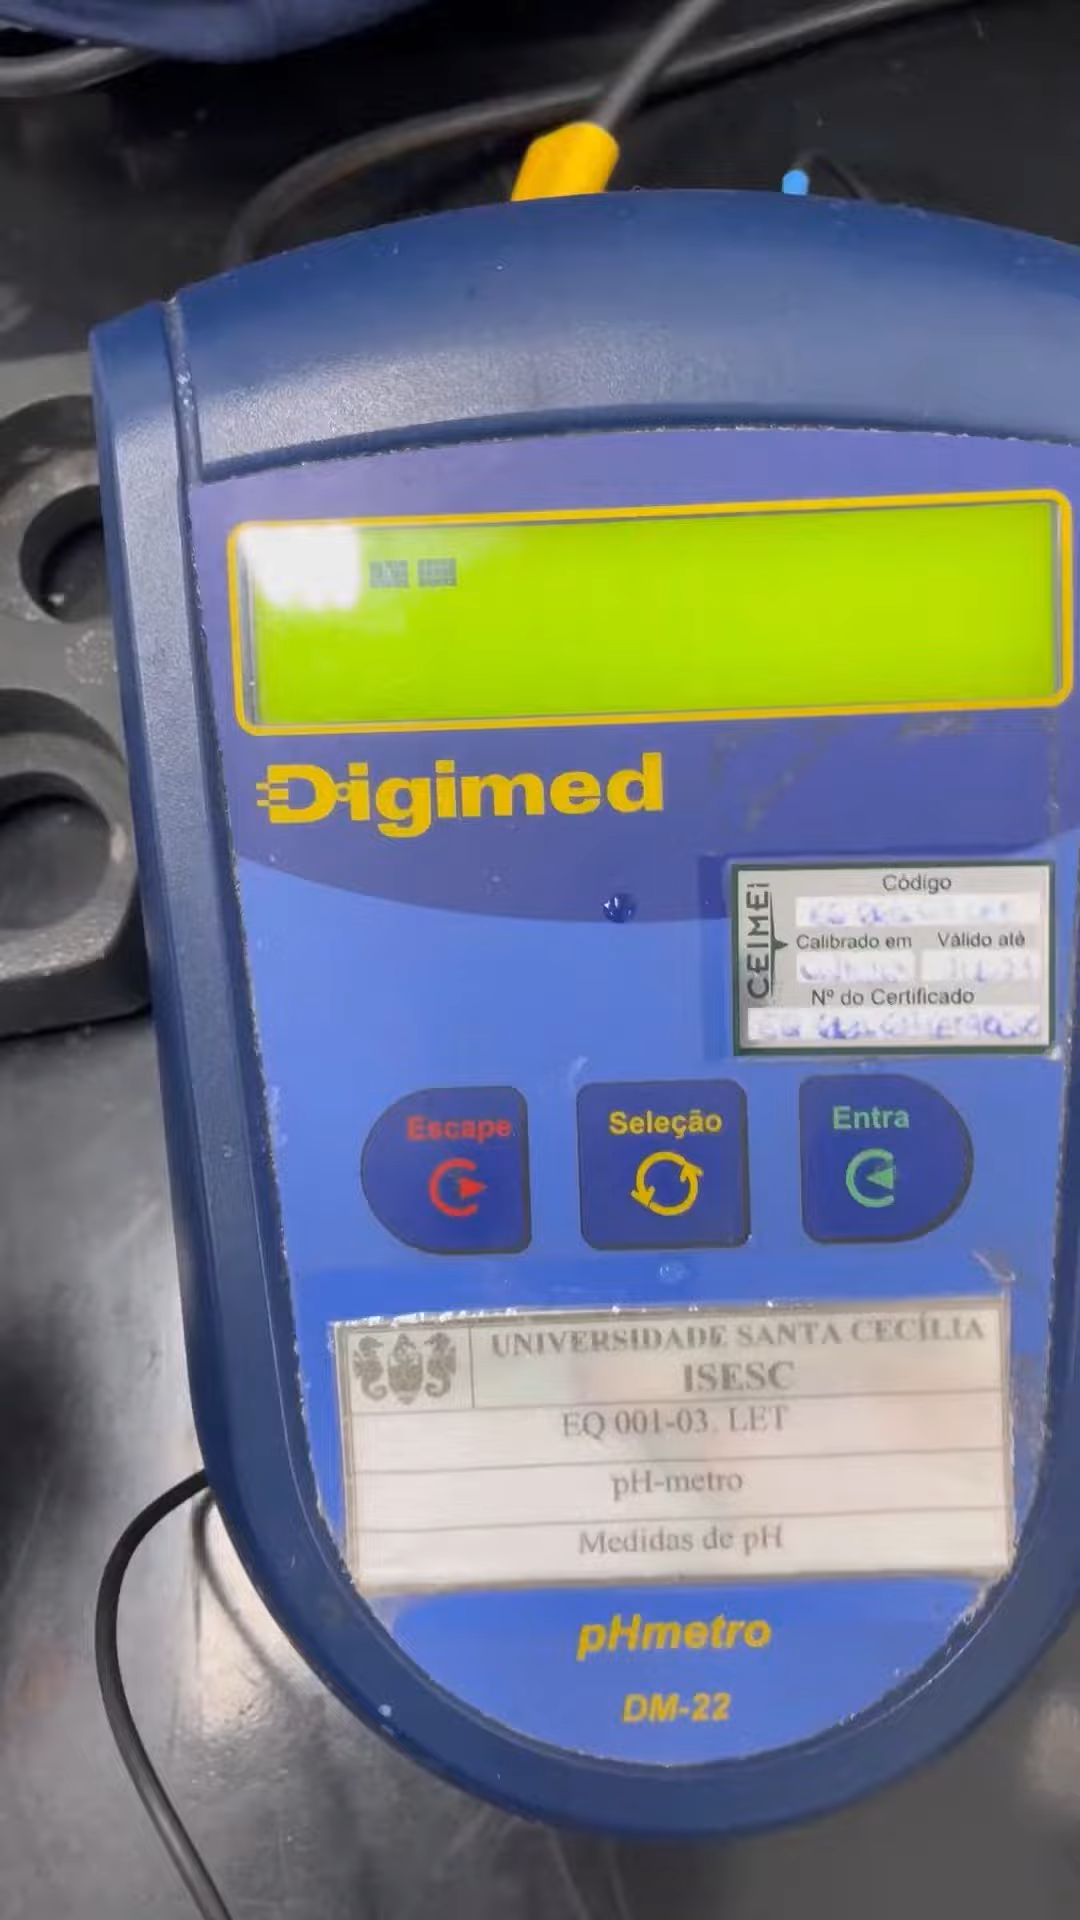 Digimed
CEIMEI
Código
Calibrado em Válido até
Nº do Certificado
Escape Seleção Entra
UNIVERSIDADE SANTA CECÍLIA
ISESC
EQ 001-03. LET
pH-metro
Medidas de pH
pHmetro
DM-22